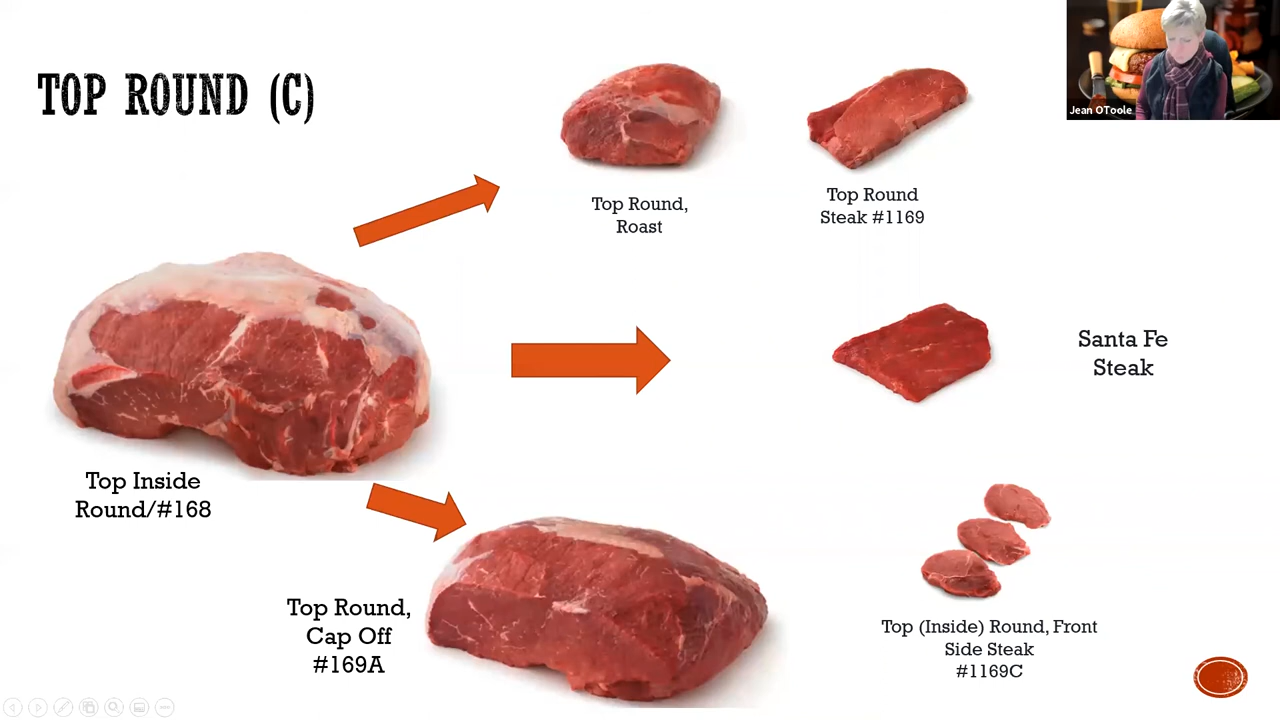 TOP ROUND (C)
Jean OToole
Top Round,
Roast
Top Round
Steak #1169
Santa Fe
Steak
Top Inside
Round/#168
Top Round,
Cap Off
#169A
Top (Inside) Round, Front
Side Steak
#1169C